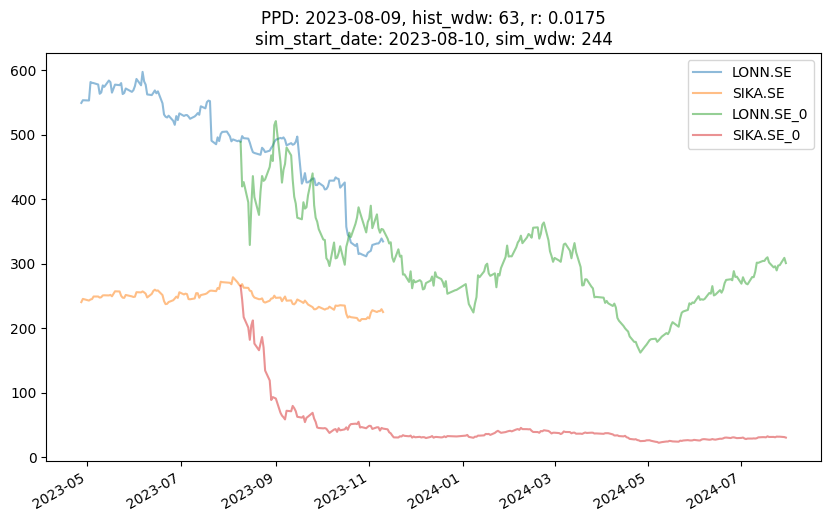 PPD: 2023-08-09, hist_wdw: 63, r: 0.0175
sim_start_date: 2023-08-10, sim_wdw: 244
LONN.SE
SIKA.SE
LONN.SE_0
SIKA.SE_0
600
500
400
300
200
100
0
2023-05
2023-07
2023-09
2023-11
2024-01
2024-03
2024-05
2024-07